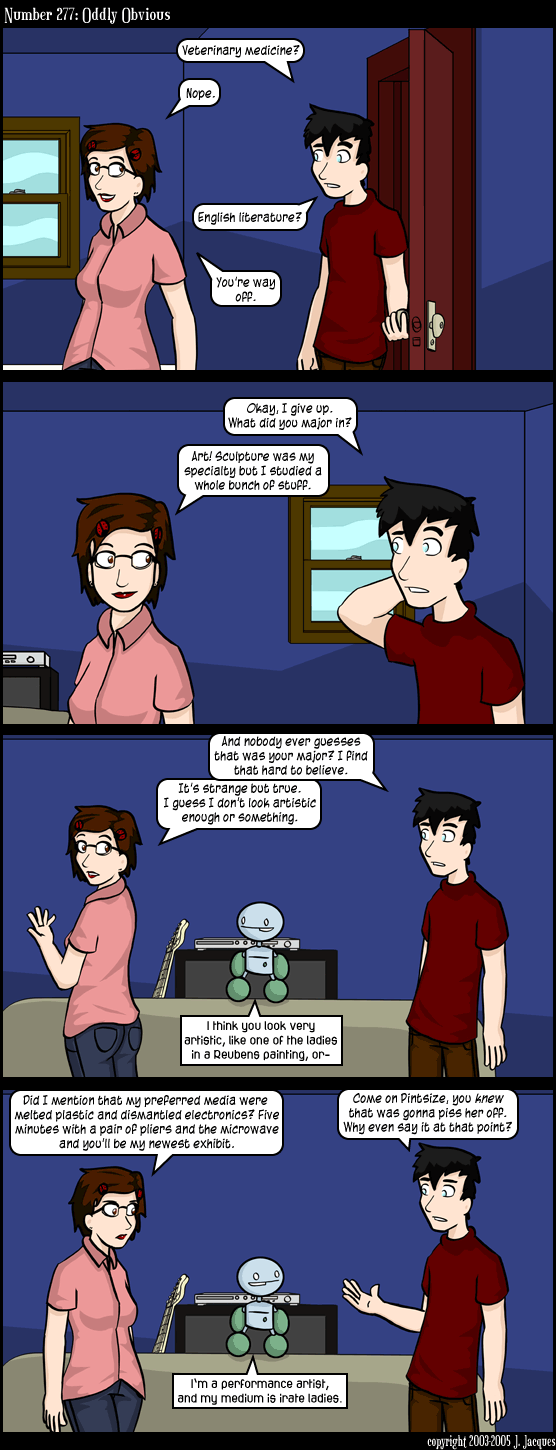 Number 277: Oddly Obvious
Veterinary medicine?
Nope.
English literature?
You're way
off.
Okay, I give up.
What did you major in?
Art! Sculpture was my
specialty but I studied a
whole bunch of stuff.
And nobody ever guesses
that was your major? I find
that hard to believe.
It's strange but true.
I guess I don't look artistic
enough or something.
I think you look very
artistic, like one of the ladies
in a Reubens painting, or-
Did I mention that my preferred media were
melted plastic and dismantled electronics? Five
minutes with a pair of pliers and the microwave
and you'll be my newest exhibit.
Come on Pintsize, you knew
that was gonna piss her off.
Why even say it at that point?
I'm a performance artist,
and my medium is irate ladies.
copyright 2003-2005 J. Jacques